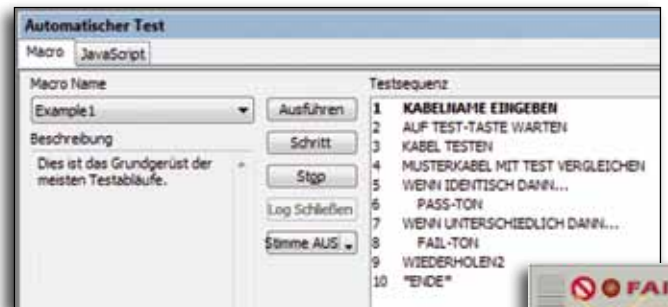 Automatischer Test
Macro JavaScript
Macro Name
Example1
Beschreibung
Dies ist das Grundgerüst der
meisten Testabläufe.
Ausführen
Schritt
Stop
Log Schließen
Stimme AUS
Testsequenz
1 KABELNAME EINGEBEN
2 AUF TEST-TASTE WARTEN
3 KABEL TESTEN
4 MUSTERKABEL MIT TEST VERGLEICHEN
5 WENN IDENTISCH DANN...
6 PASS-TON
7 WENN UNTERSCHIEDLICH DANN...
8 FAIL-TON
9 WIEDERHOLEN2
10 "ENDE"